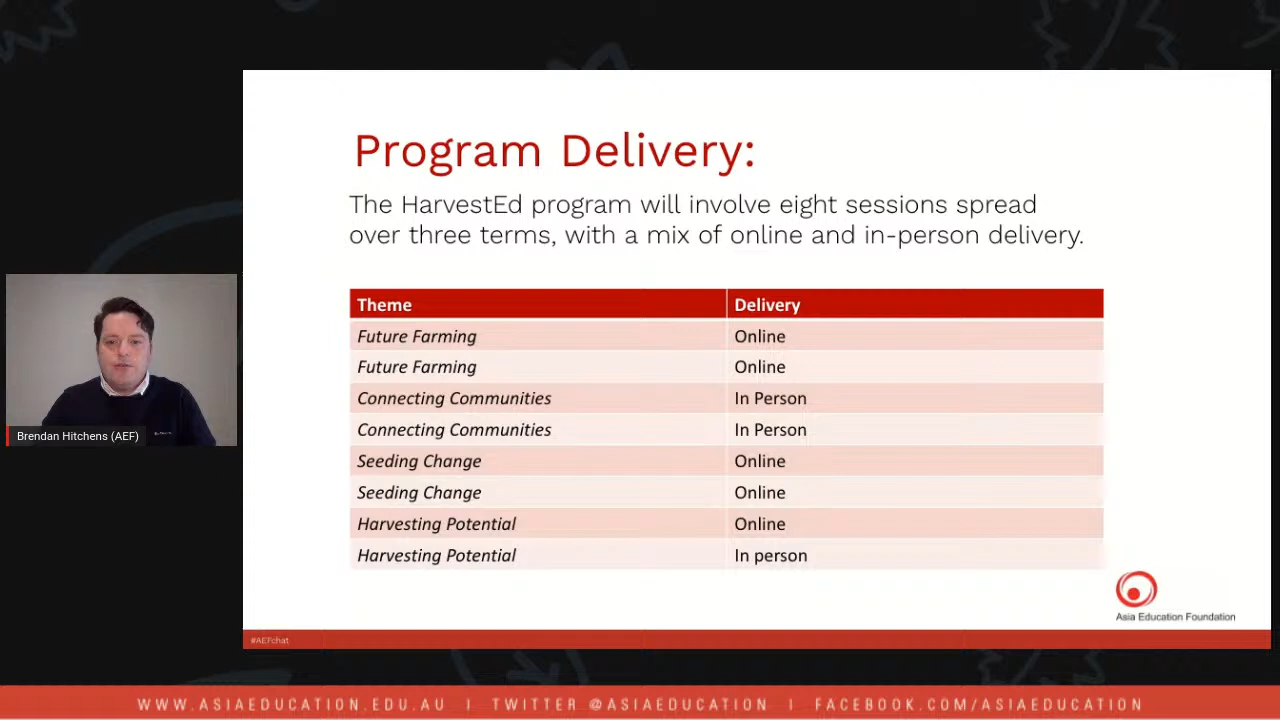 Program Delivery:
The HarvestEd program will involve eight sessions spread
over three terms, with a mix of online and in-person delivery.
Theme Delivery
Future Farming Online
Future Farming Online
Connecting Communities In Person
Connecting Communities In Person
Seeding Change Online
Seeding Change Online
Harvesting Potential Online
Harvesting Potential In person
Brendan Hitchens (AEF)
Asia Education Foundation
#AEFchat
WWW.ASIAEDUCATION.EDU.AU | TWITTER @ASIAEDUCATION | FACEBOOK.COM/ASIAEDUCATION